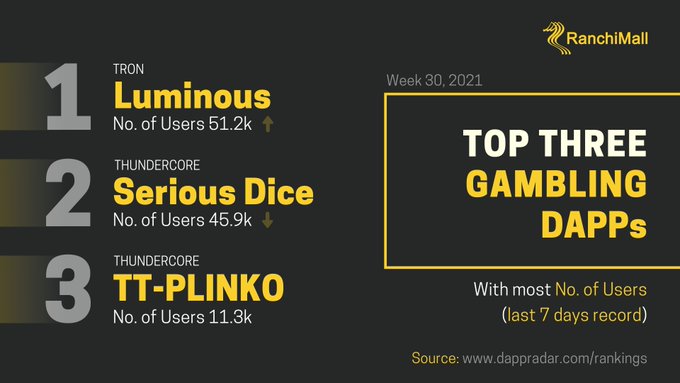 RanchiMall
Week 30, 2021
TOP THREE
GAMBLING
DAPPs
With most No. of Users
(last 7 days record)
1
TRON
Luminous
No. of Users 51.2k
2
THUNDERCORE
Serious Dice
No. of Users 45.9k
3
THUNDERCORE
TT-PLINKO
No. of Users 11.3k
Source: www.dappradar.com/rankings